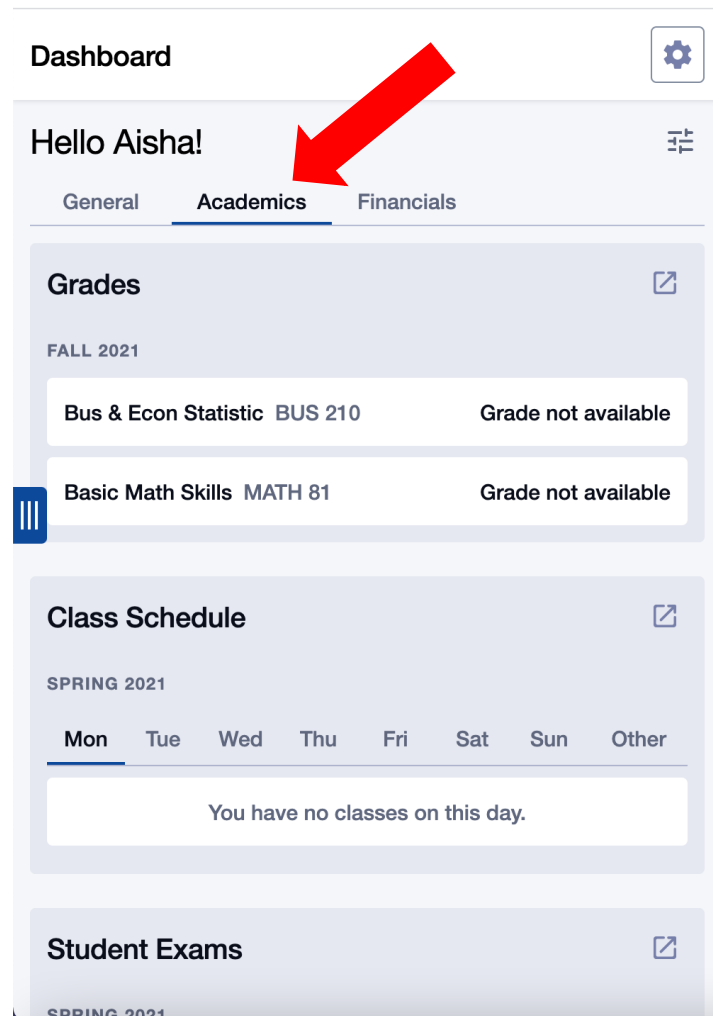 Dashboard
Hello Aisha!
General Academics Financials
Grades
FALL 2021
Bus & Econ Statistic BUS 210 Grade not available
Basic Math Skills MATH 81 Grade not available
Class Schedule
SPRING 2021
Mon Tue Wed Thu Fri Sat Sun Other
You have no classes on this day.
Student Exams
SPRING 2021